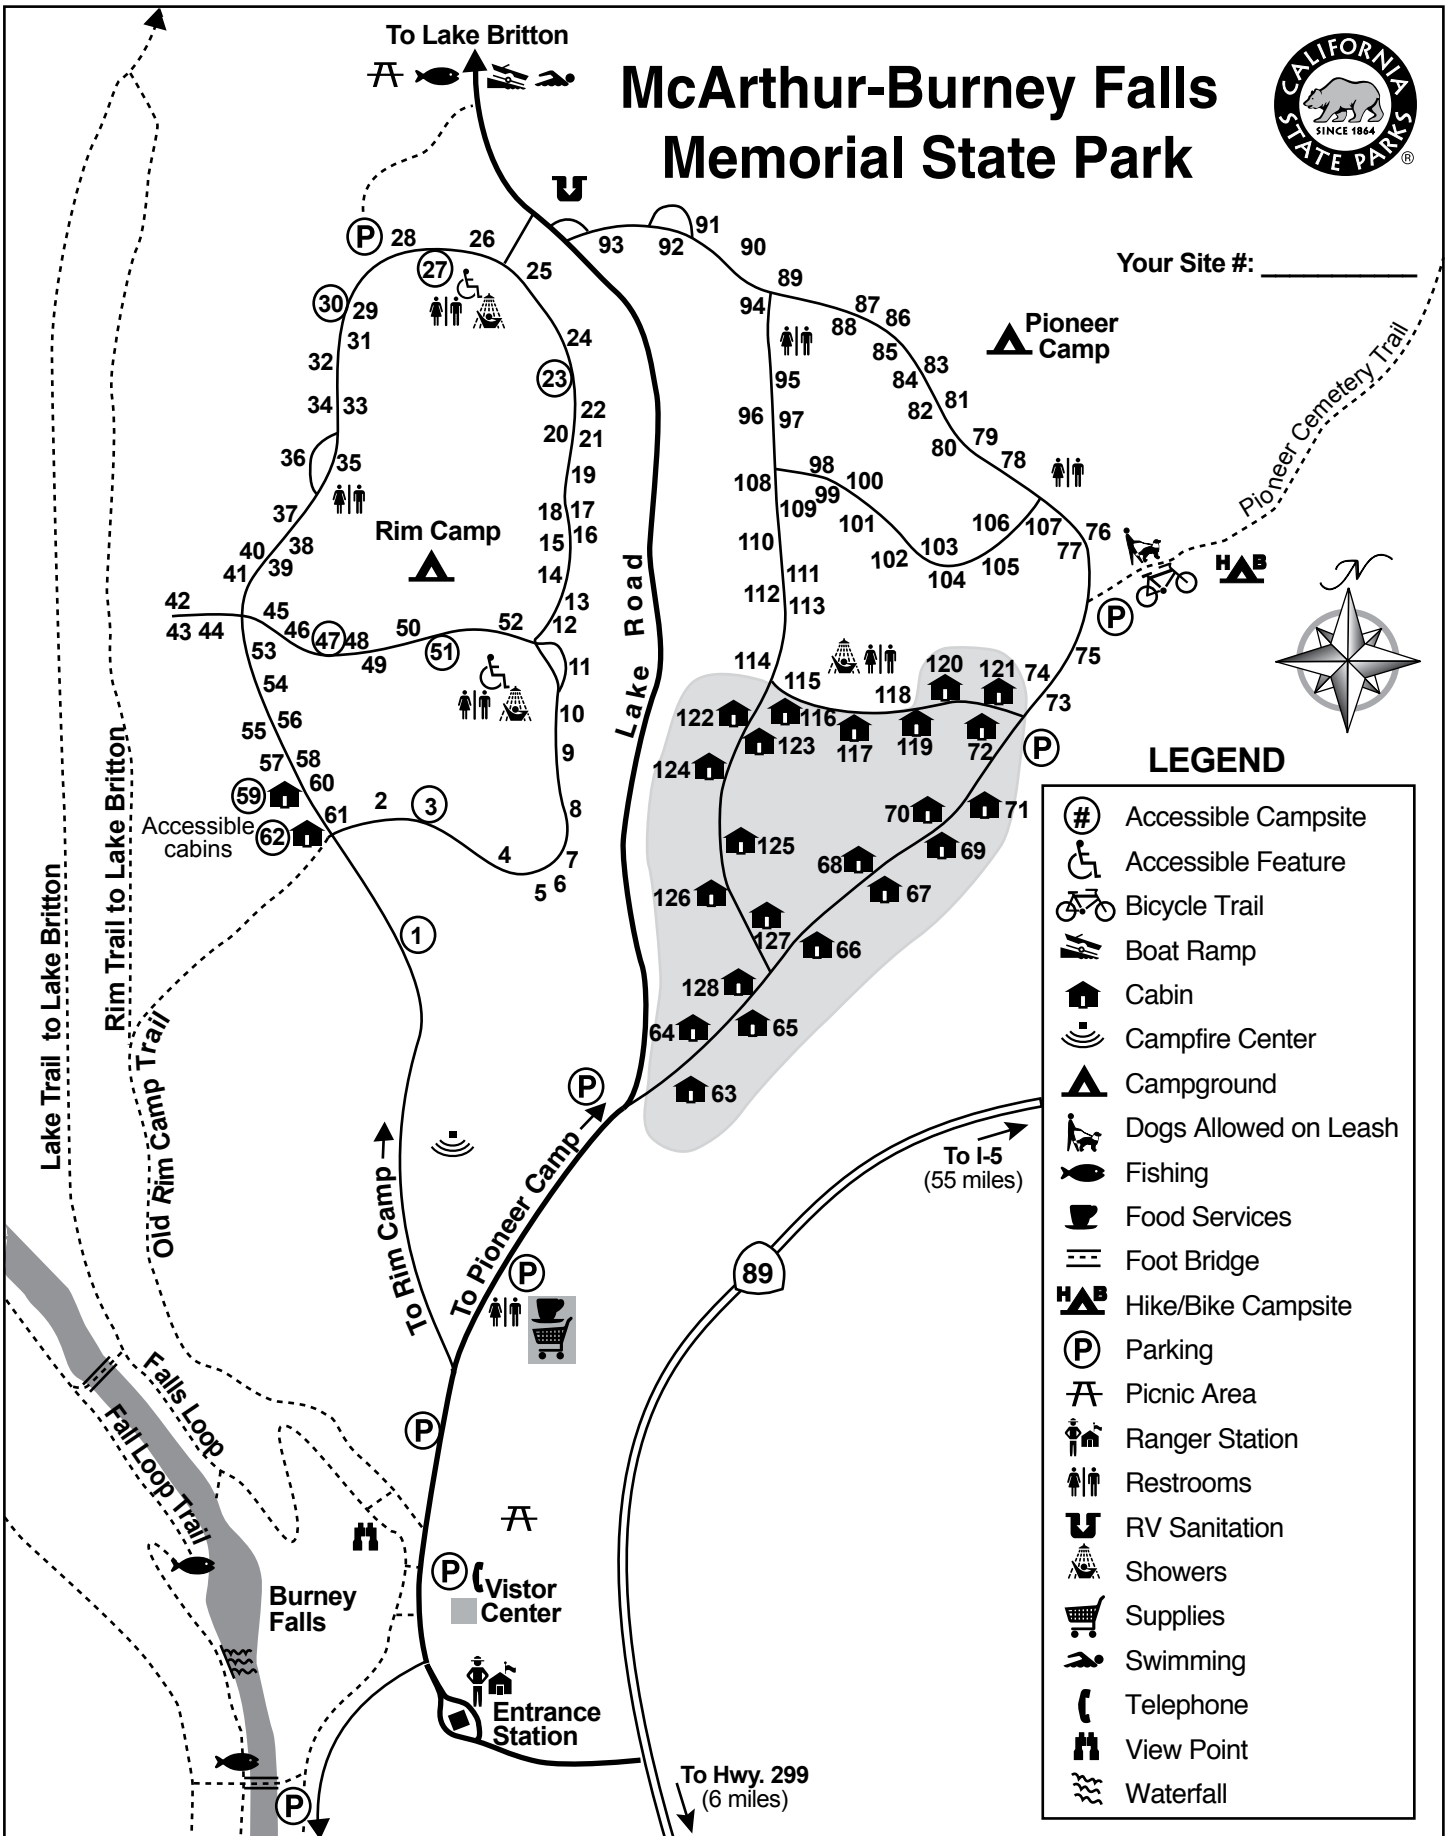 To Lake Britton
McArthur-Burney Falls
Memorial State Park
CALIFORNIA
SINCE 1864
STATE PARKS
®
Your Site #:
P
28
26
27
25
30
29
31
32
24
23
34
33
22
20
21
36
35
19
37
18
17
16
15
40
38
39
41
14
13
12
Rim Camp
42
43
44
45
46
47
48
49
50
51
52
53
11
54
55
56
10
57
58
9
59
60
61
62
Accessible
cabins
2
3
8
4
7
5
6
1
Lake Road
93
92
91
90
89
94
88
87
86
85
83
84
81
82
80
79
78
Pioneer
Camp
95
96
97
98
108
99
100
109
101
106
107
76
77
110
102
103
104
105
111
112
113
Pioneer Cemetery Trail
H B
N
P
75
114
115
120
121
74
118
73
122
116
123
117
119
72
P
124
70
71
125
68
69
126
67
127
66
128
64
65
63
Lake Trail to Lake Britton
Rim Trail to Lake Britton
Old Rim Camp Trail
To Rim Camp
To Pioneer Camp
P
To I-5
(55 miles)
89
P
Falls Loop
Fall Loop Trail
P
P
Vistor
Center
Burney
Falls
Entrance
Station
P
To Hwy. 299
(6 miles)
LEGEND
# Accessible Campsite
Accessible Feature
Bicycle Trail
Boat Ramp
Cabin
Campfire Center
Campground
Dogs Allowed on Leash
Fishing
Food Services
Foot Bridge
H B Hike/Bike Campsite
P Parking
Picnic Area
Ranger Station
Restrooms
RV Sanitation
Showers
Supplies
Swimming
Telephone
View Point
Waterfall